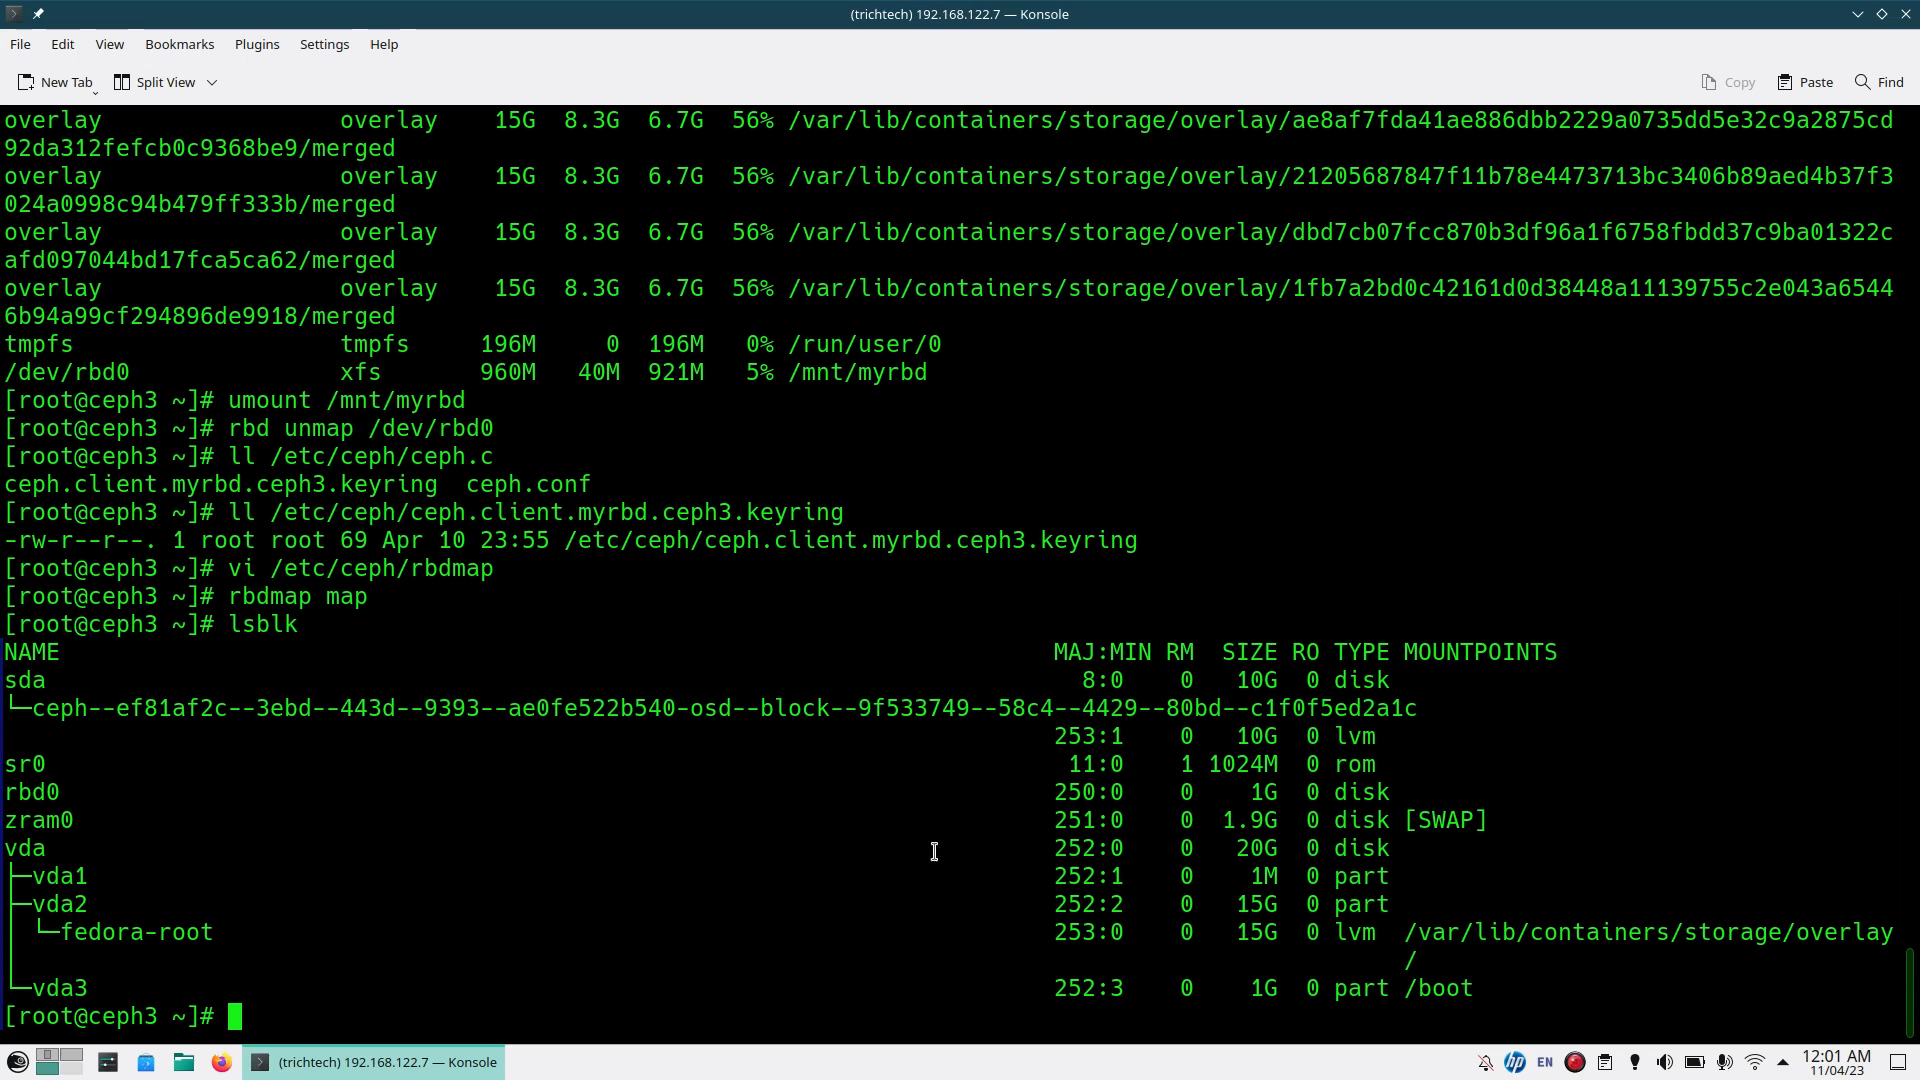 (trichtech) 192.168.122.7 — Konsole
File Edit View Bookmarks Plugins Settings Help
New Tab Split View Copy Paste Find
overlay overlay 15G 8.3G 6.7G 56% /var/lib/containers/storage/overlay/ae8af7fda41ae886dbb2229a0735dd5e32c9a2875cd
92da312fefcb0c9368be9/merged
overlay overlay 15G 8.3G 6.7G 56% /var/lib/containers/storage/overlay/21205687847f11b78e4473713bc3406b89aed4b37f3
024a0998c94b479ff333b/merged
overlay overlay 15G 8.3G 6.7G 56% /var/lib/containers/storage/overlay/dbd7cb07fcc870b3df96a1f6758fbdd37c9ba01322c
afd097044bd17fca5ca62/merged
overlay overlay 15G 8.3G 6.7G 56% /var/lib/containers/storage/overlay/1fb7a2bd0c42161d0d38448a11139755c2e043a6544
6b94a99cf294896de9918/merged
tmpfs tmpfs 196M 0 196M 0% /run/user/0
/dev/rbd0 xfs 960M 40M 921M 5% /mnt/myrbd
[root@ceph3 ~]# umount /mnt/myrbd
[root@ceph3 ~]# rbd unmap /dev/rbd0
[root@ceph3 ~]# ll /etc/ceph/ceph.c
ceph.client.myrbd.ceph3.keyring ceph.conf
[root@ceph3 ~]# ll /etc/ceph/ceph.client.myrbd.ceph3.keyring
-rw-r--r--. 1 root root 69 Apr 10 23:55 /etc/ceph/ceph.client.myrbd.ceph3.keyring
[root@ceph3 ~]# vi /etc/ceph/rbdmap
[root@ceph3 ~]# rbdmap map
[root@ceph3 ~]# lsblk
NAME MAJ:MIN RM SIZE RO TYPE MOUNTPOINTS
sda 8:0 0 10G 0 disk
└─ceph--ef81af2c--3ebd--443d--9393--ae0fe522b540-osd--block--9f533749--58c4--4429--80bd--c1f0f5ed2a1c
253:1 0 10G 0 lvm
sr0 11:0 1 1024M 0 rom
rbd0 250:0 0 1G 0 disk
zram0 251:0 0 1.9G 0 disk [SWAP]
vda 252:0 0 20G 0 disk
├─vda1 252:1 0 1M 0 part
├─vda2 252:2 0 15G 0 part
│ └─fedora-root 253:0 0 15G 0 lvm /var/lib/containers/storage/overlay
│ /
└─vda3 252:3 0 1G 0 part /boot
[root@ceph3 ~]#
(trichtech) 192.168.122.7 — Konsole hp EN 12:01 AM
11/04/23